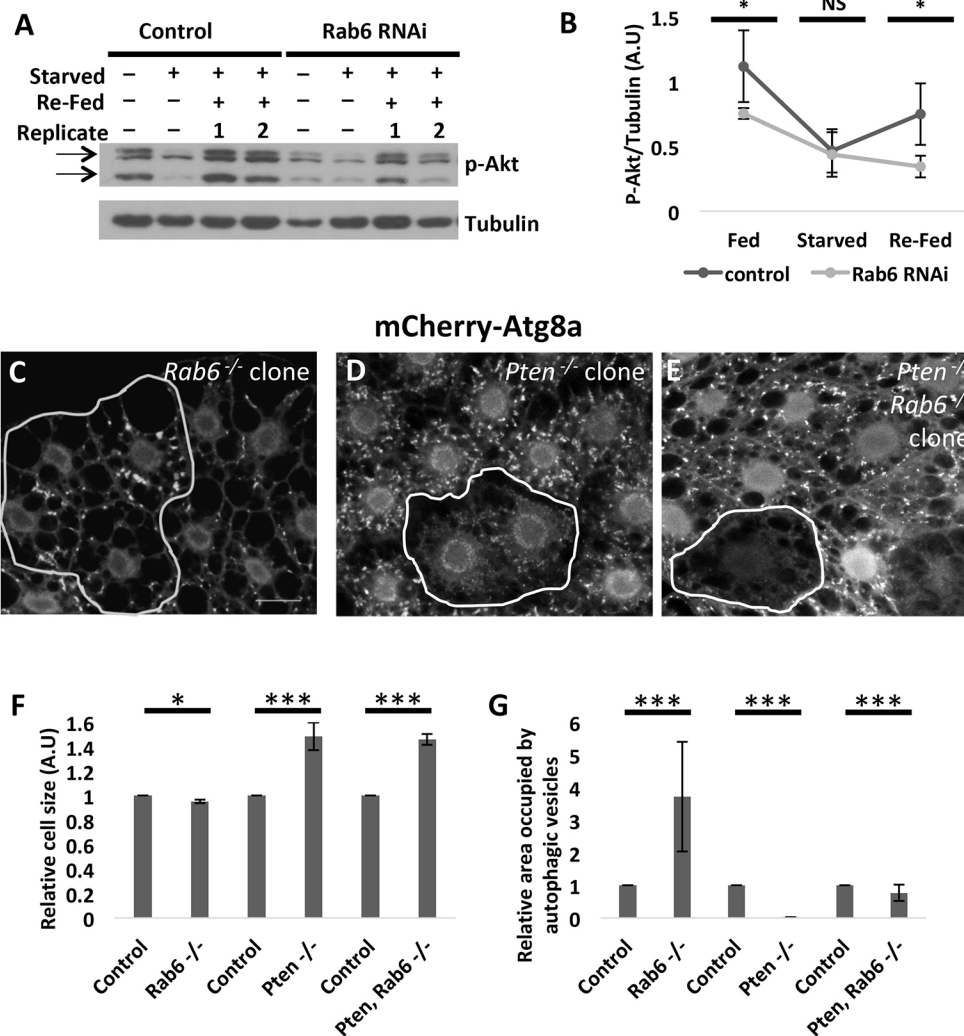 A
Control
Rab6 RNAi
Starved – + + + – + + +
Re-Fed – – + + – – + +
Replicate – – 1 2 – – 1 2
p-Akt
Tubulin
B
* NS *
P-Akt/Tubulin (A.U)
1.5
1
0.5
0
Fed Starved Re-Fed
control Rab6 RNAi
mCherry-Atg8a
C
Rab6 -/- clone
D
Pten -/- clone
E
Pten -/-
Rab6 -/-
clone
F
* *** ***
Relative cell size (A.U)
1.6
1.4
1.2
1
0.8
0.6
0.4
0.2
0
Control
Rab6 -/-
Control
Pten -/-
Control
Pten, Rab6 -/-
G
*** *** ***
Relative area occupied by
autophagic vesicles
6
5
4
3
2
1
0
Control
Rab6 -/-
Control
Pten -/-
Control
Pten, Rab6 -/-